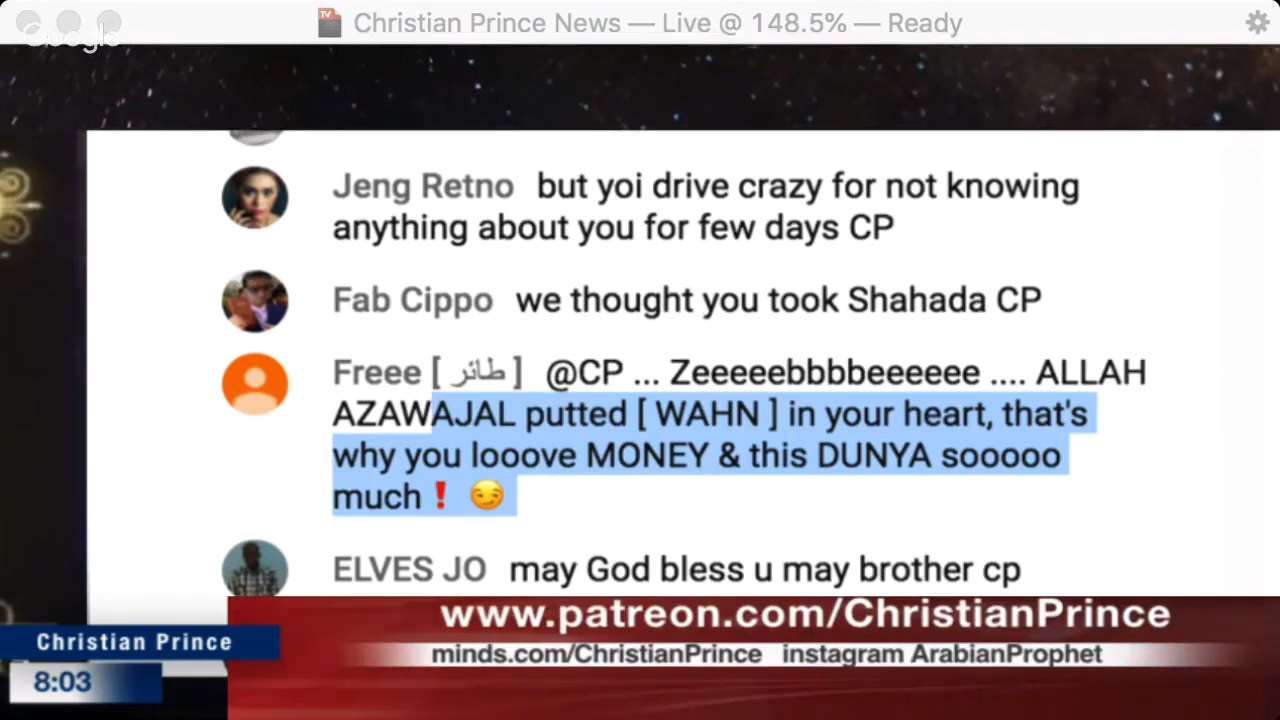 Christian Prince News — Live @ 148.5% — Ready
Google
Jeng Retno but yoi drive crazy for not knowing
anything about you for few days CP
Fab Cippo we thought you took Shahada CP
Freee [ طائر ] @CP ... Zeeeeebbbbeeeeee .... ALLAH
AZAWAJAL putted [ WAHN ] in your heart, that's
why you looove MONEY & this DUNYA sooooo
much❗ 😏
ELVES JO may God bless u may brother cp
www.patreon.com/ChristianPrince
Christian Prince
minds.com/ChristianPrince instagram ArabianProphet
8:03